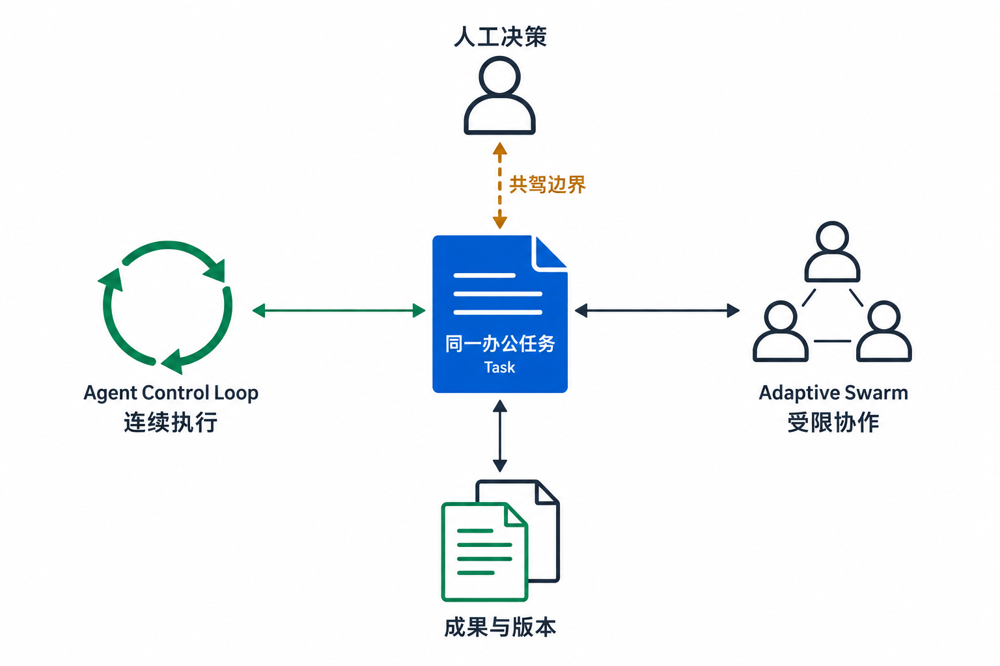 人工决策
共驾边界
同一办公任务
Task
Agent Control Loop
连续执行
Adaptive Swarm
受限协作
成果与版本